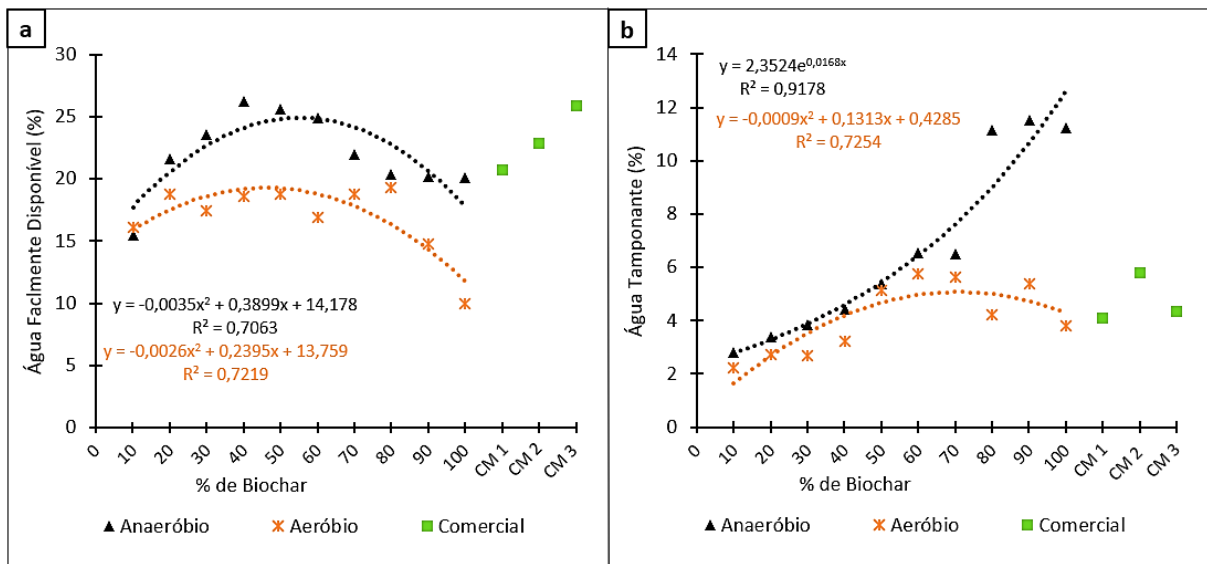 a
30
25
20
15
10
5
0
Água Faclmente Disponível (%)
y = -0,0035x² + 0,3899x + 14,178
R² = 0,7063
y = -0,0026x² + 0,2395x + 13,759
R² = 0,7219
0 10 20 30 40 50 60 70 80 90 100 CM 1 CM 2 CM 3
% de Biochar
Anaeróbio Aeróbio Comercial
b
14
12
10
8
6
4
2
0
Água Tamponante (%)
y = 2,3524e^0,0168x
R² = 0,9178
y = -0,0009x² + 0,1313x + 0,4285
R² = 0,7254
0 10 20 30 40 50 60 70 80 90 100 CM 1 CM 2 CM 3
% de Biochar
Anaeróbio Aeróbio Comercial